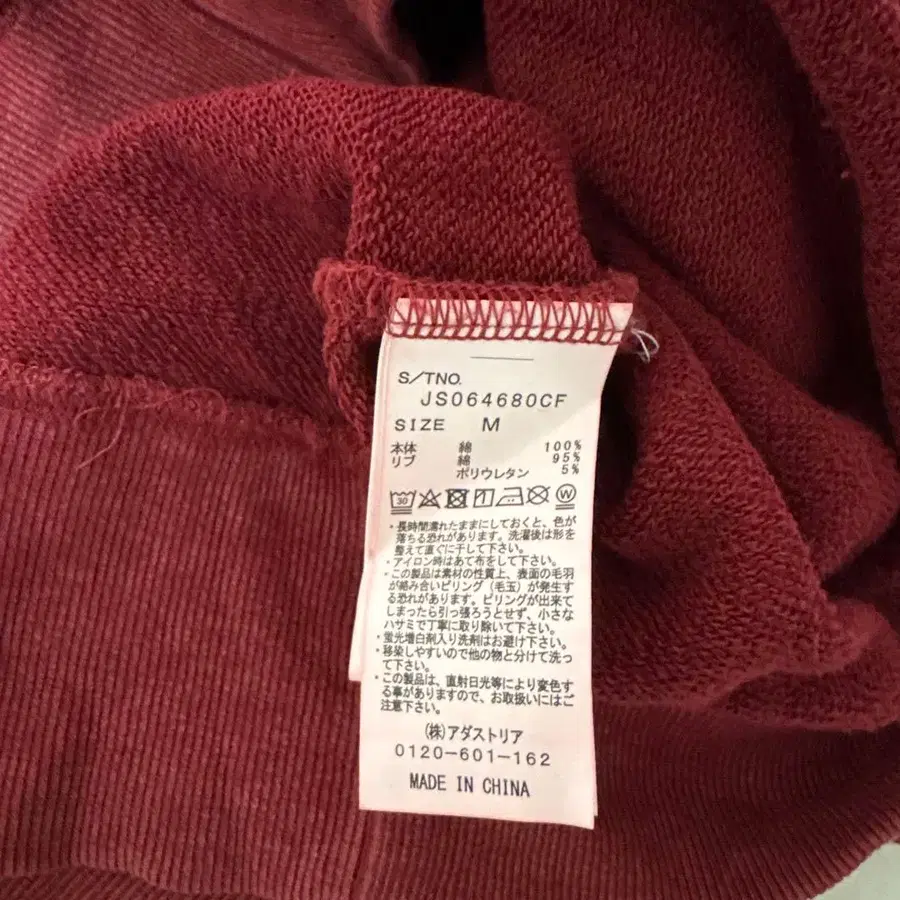 S/TNO.
JS064680CF
SIZE M
本体 綿 100%
リブ 綿 95%
ポリウレタン 5%
30 W
・長時間濡れたままにしておくと、色が
落ちる恐れがあります。洗濯後は形を
整えて直ぐに干して下さい。
・アイロン時はあて布をして下さい。
・この製品は素材の性質上、表面の毛羽
が絡み合いピリング(毛玉)が発生す
る恐れがあります。ピリングが出来て
しまったら引っ張ろうとせず、小さな
ハサミで丁寧に取り除いて下さい。
・蛍光増白剤入り洗剤はお避け下さい。
・移染しやすいので他の物と分けて洗っ
て下さい。
・この製品は、直射日光等により変色す
る事がありますので、お取扱いにはご
注意下さい。
(株)アダストリア
0120-601-162
MADE IN CHINA